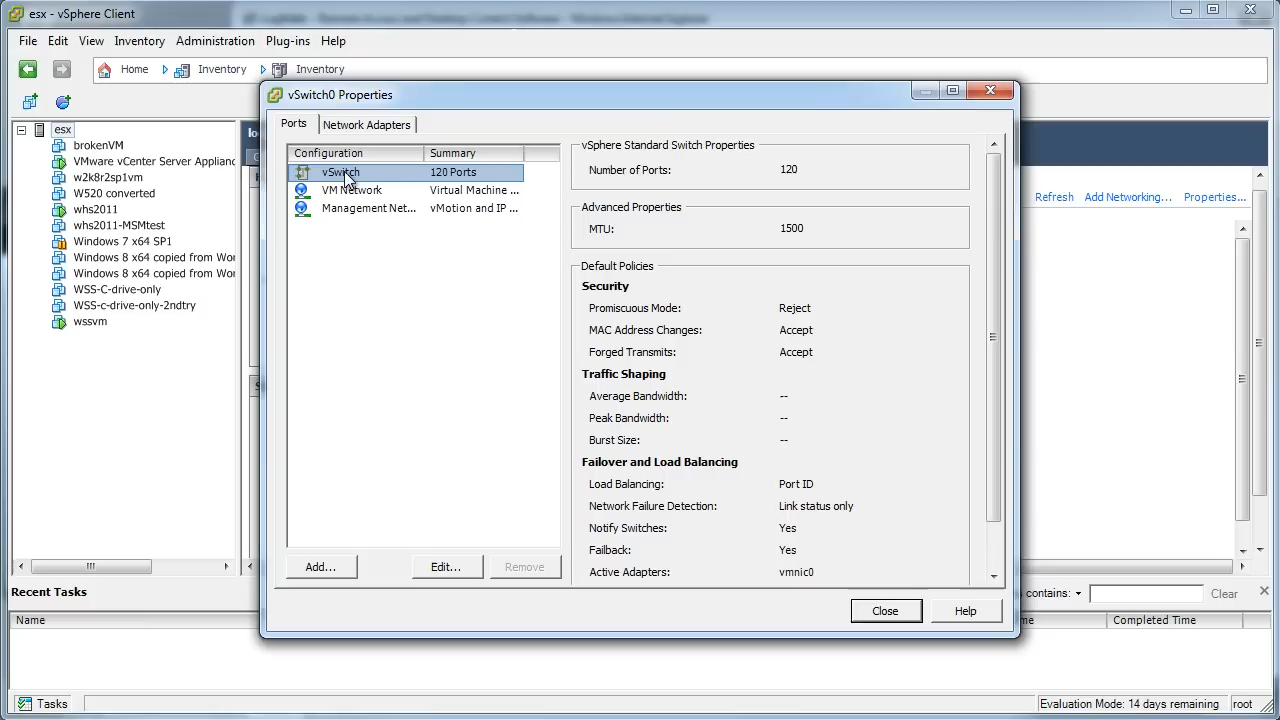 esx - vSphere Client
File Edit View Inventory Administration Plug-ins Help
Home Inventory Inventory
vSwitch0 Properties
Ports Network Adapters
esx
brokenVM
VMware vCenter Server Applianc
w2k8r2sp1vm
W520 converted
whs2011
whs2011-MSMtest
Windows 7 x64 SP1
Windows 8 x64 copied from Wor
Windows 8 x64 copied from Wor
WSS-C-drive-only
WSS-c-drive-only-2ndtry
wssvm
Configuration Summary
vSwitch 120 Ports
VM Network Virtual Machine ...
Management Net... vMotion and IP ...
Add... Edit... Remove
vSphere Standard Switch Properties
Number of Ports: 120
Advanced Properties
MTU: 1500
Default Policies
Security
Promiscuous Mode: Reject
MAC Address Changes: Accept
Forged Transmits: Accept
Traffic Shaping
Average Bandwidth: --
Peak Bandwidth: --
Burst Size: --
Failover and Load Balancing
Load Balancing: Port ID
Network Failure Detection: Link status only
Notify Switches: Yes
Failback: Yes
Active Adapters: vmnic0
Close Help
Refresh Add Networking... Properties...
Recent Tasks
contains: Clear
Name
Completed Time
Tasks
Evaluation Mode: 14 days remaining root